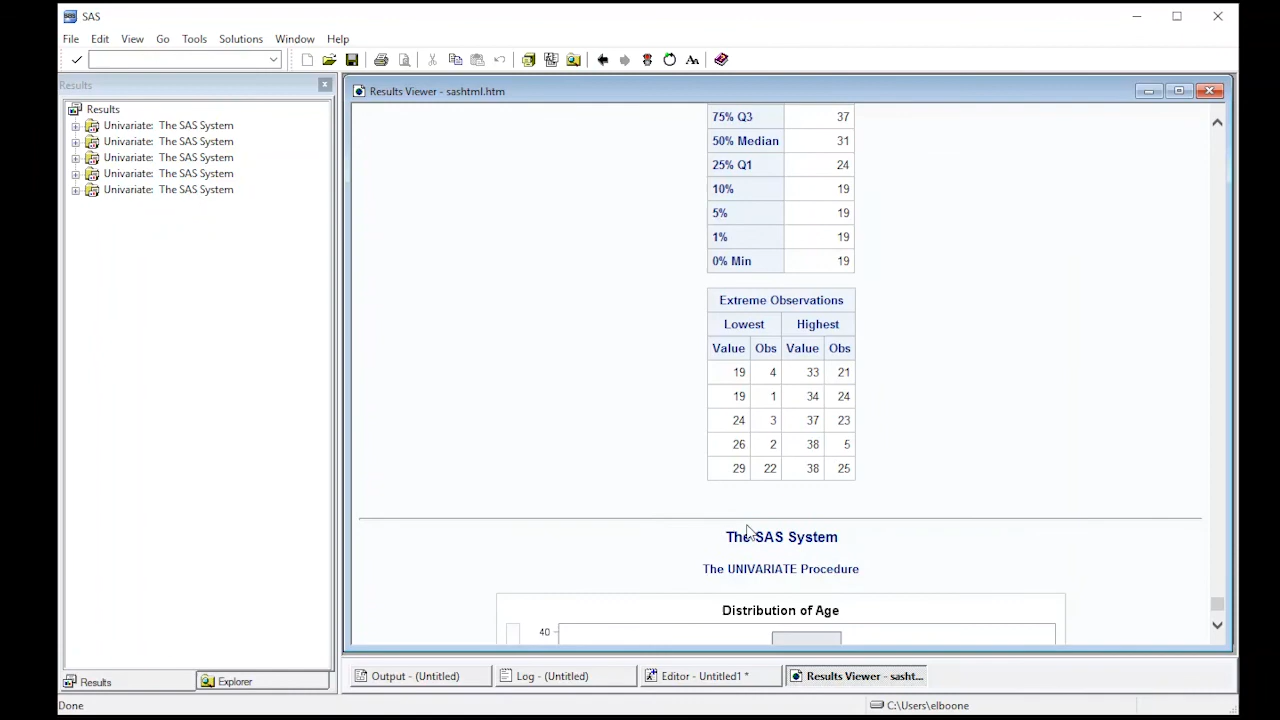 SAS
File Edit View Go Tools Solutions Window Help
Results
Results Viewer - sashtml.htm
Results
Univariate: The SAS System
Univariate: The SAS System
Univariate: The SAS System
Univariate: The SAS System
Univariate: The SAS System
75% Q3 37
50% Median 31
25% Q1 24
10% 19
5% 19
1% 19
0% Min 19
Extreme Observations
Lowest Highest
Value Obs Value Obs
19 4 33 21
19 1 34 24
24 3 37 23
26 2 38 5
29 22 38 25
The SAS System
The UNIVARIATE Procedure
Distribution of Age
40
Results Explorer
Output - (Untitled) Log - (Untitled) Editor - Untitled1 * Results Viewer - sasht...
Done C:\Users\elboone